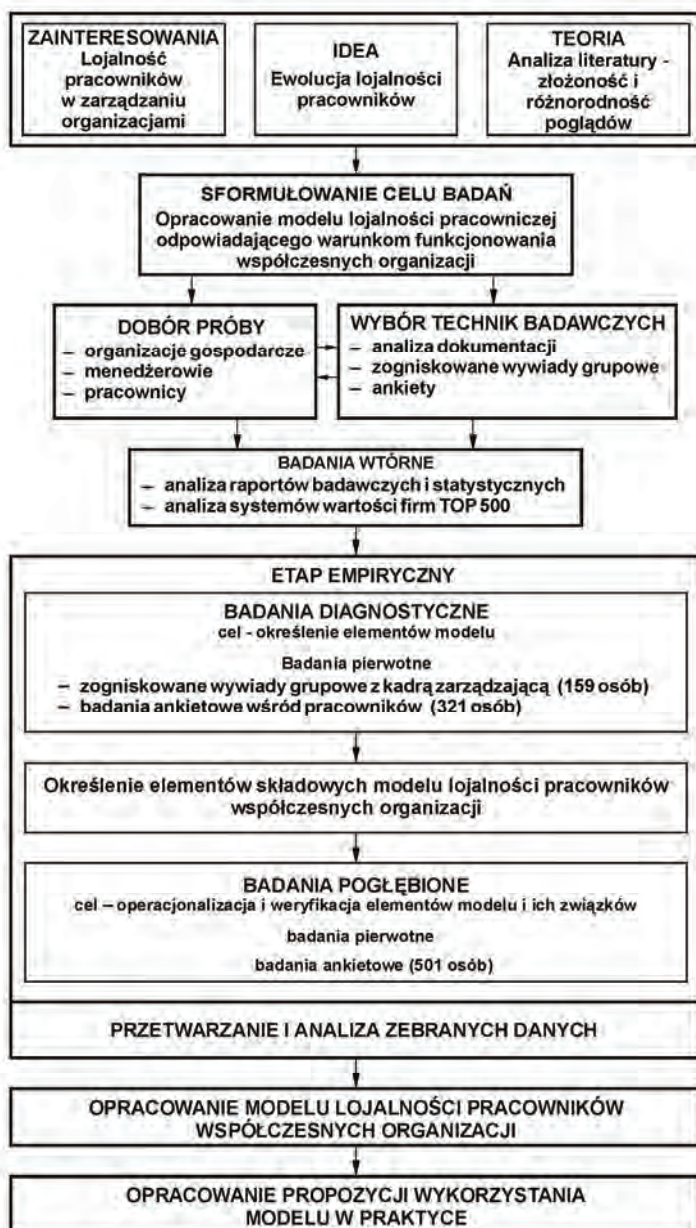 ZAINTERESOWANIA
Lojalność
pracowników
w zarządzaniu
organizacjami
IDEA
Ewolucja lojalności
pracowników
TEORIA
Analiza literatury -
złożoność i
różnorodność
poglądów
SFORMUŁOWANIE CELU BADAŃ
Opracowanie modelu lojalności pracowniczej
odpowiadającego warunkom funkcjonowania
współczesnych organizacji
DOBÓR PRÓBY
– organizacje gospodarcze
– menedżerowie
– pracownicy
WYBÓR TECHNIK BADAWCZYCH
– analiza dokumentacji
– zogniskowane wywiady grupowe
– ankiety
BADANIA WTÓRNE
– analiza raportów badawczych i statystycznych
– analiza systemów wartości firm TOP 500
ETAP EMPIRYCZNY
BADANIA DIAGNOSTYCZNE
cel - określenie elementów modelu
Badania pierwotne
– zogniskowane wywiady grupowe z kadrą zarządzającą (159 osób)
– badania ankietowe wśród pracowników (321 osób)
Określenie elementów składowych modelu lojalności pracowników
współczesnych organizacji
BADANIA POGŁĘBIONE
cel – operacjonalizacja i weryfikacja elementów modelu i ich związków
badania pierwotne
badania ankietowe (501 osób)
PRZETWARZANIE I ANALIZA ZEBRANYCH DANYCH
OPRACOWANIE MODELU LOJALNOŚCI PRACOWNIKÓW
WSPÓŁCZESNYCH ORGANIZACJI
OPRACOWANIE PROPOZYCJI WYKORZYSTANIA
MODELU W PRAKTYCE